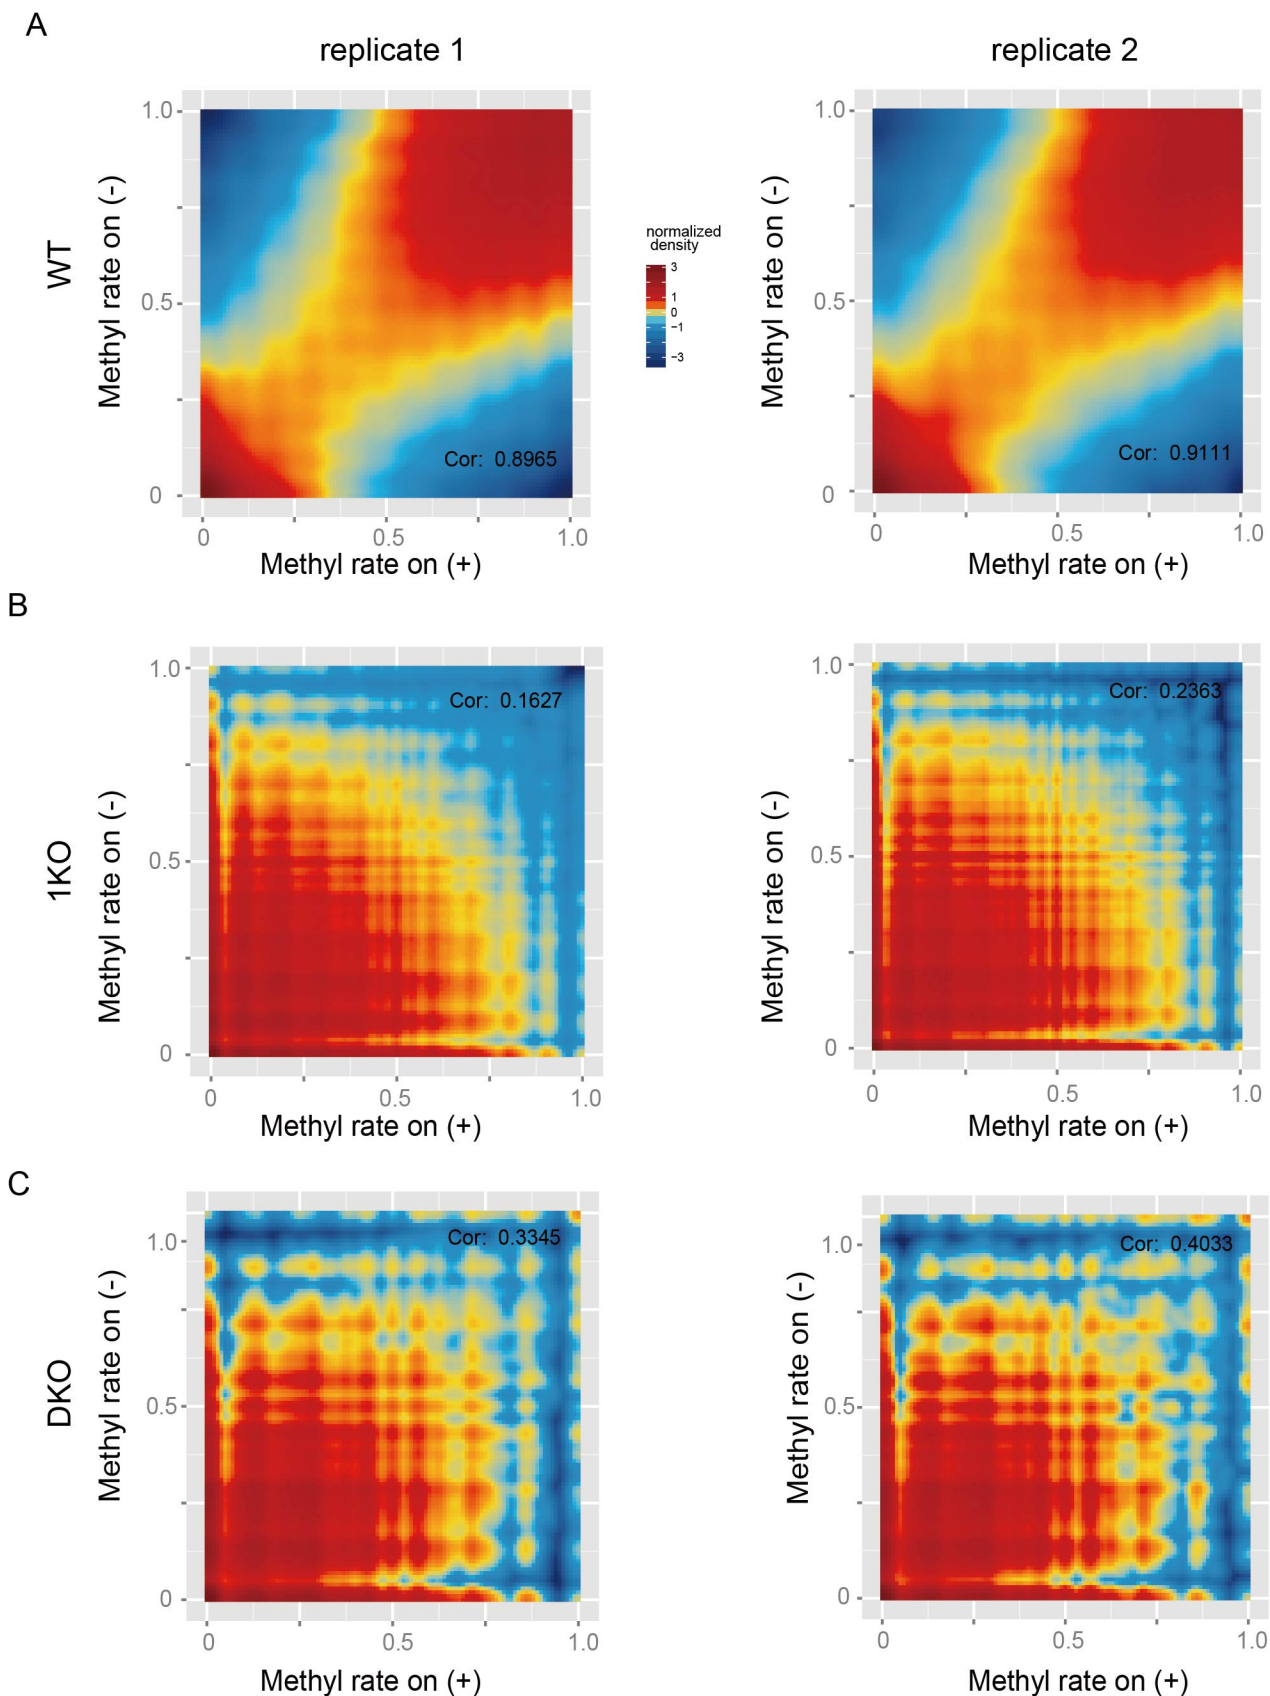 A
replicate 1
replicate 2
WT
Methyl rate on (-)
1.0
0.5
0
Cor: 0.8965
0
0.5
1.0
Methyl rate on (+)
normalized
density
3
1
0
−1
−3
Methyl rate on (-)
1.0
0.5
0
Cor: 0.9111
0
0.5
1.0
Methyl rate on (+)
B
1KO
Methyl rate on (-)
1.0
0.5
0
Cor: 0.1627
0
0.5
1.0
Methyl rate on (+)
Methyl rate on (-)
1.0
0.5
0
Cor: 0.2363
0
0.5
1.0
Methyl rate on (+)
C
DKO
Methyl rate on (-)
1.0
0.5
0
Cor: 0.3345
0
0.5
1.0
Methyl rate on (+)
Methyl rate on (-)
1.0
0.5
0
Cor: 0.4033
0
0.5
1.0
Methyl rate on (+)